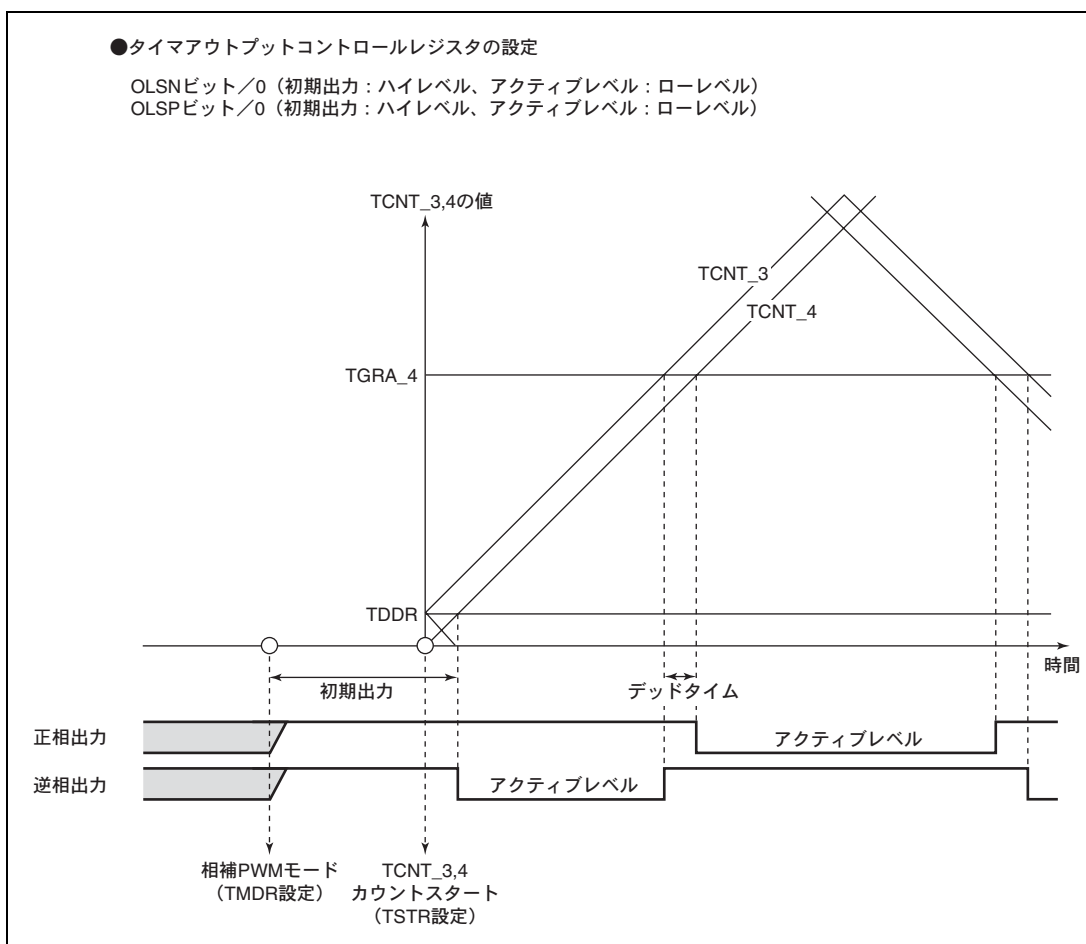 ●タイマアウトプットコントロールレジスタの設定
OLSNビット／0（初期出力：ハイレベル、アクティブレベル：ローレベル）
OLSPビット／0（初期出力：ハイレベル、アクティブレベル：ローレベル）
TCNT_3,4の値
TCNT_3
TCNT_4
TGRA_4
TDDR
時間
初期出力
デッドタイム
正相出力
アクティブレベル
逆相出力
アクティブレベル
相補PWMモード
（TMDR設定）
TCNT_3,4
カウントスタート
（TSTR設定）